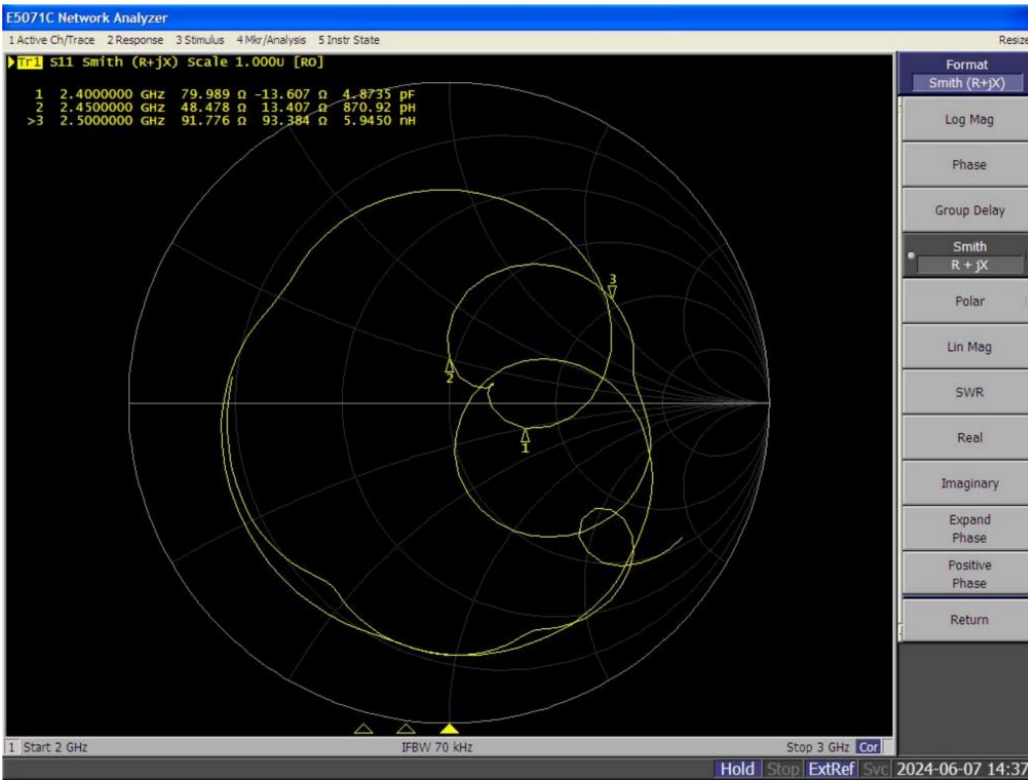 E5071C Network Analyzer
1 Active Ch/Trace 2 Response 3 Stimulus 4 Mkr/Analysis 5 Instr State
Resize
Tr1 S11 Smith (R+jX) Scale 1.000U [RO]
1 2.4000000 GHz 79.989 Ω -13.607 Ω 4.8735 pF
2 2.4500000 GHz 48.478 Ω 13.407 Ω 870.92 pH
>3 2.5000000 GHz 91.776 Ω 93.384 Ω 5.9450 nH
3
2
1
Format
Smith (R+jX)
Log Mag
Phase
Group Delay
Smith
R + jX
Polar
Lin Mag
SWR
Real
Imaginary
Expand
Phase
Positive
Phase
Return
1 Start 2 GHz
IFBW 70 kHz
Stop 3 GHz Cor
Hold Stop ExtRef Svc 2024-06-07 14:37